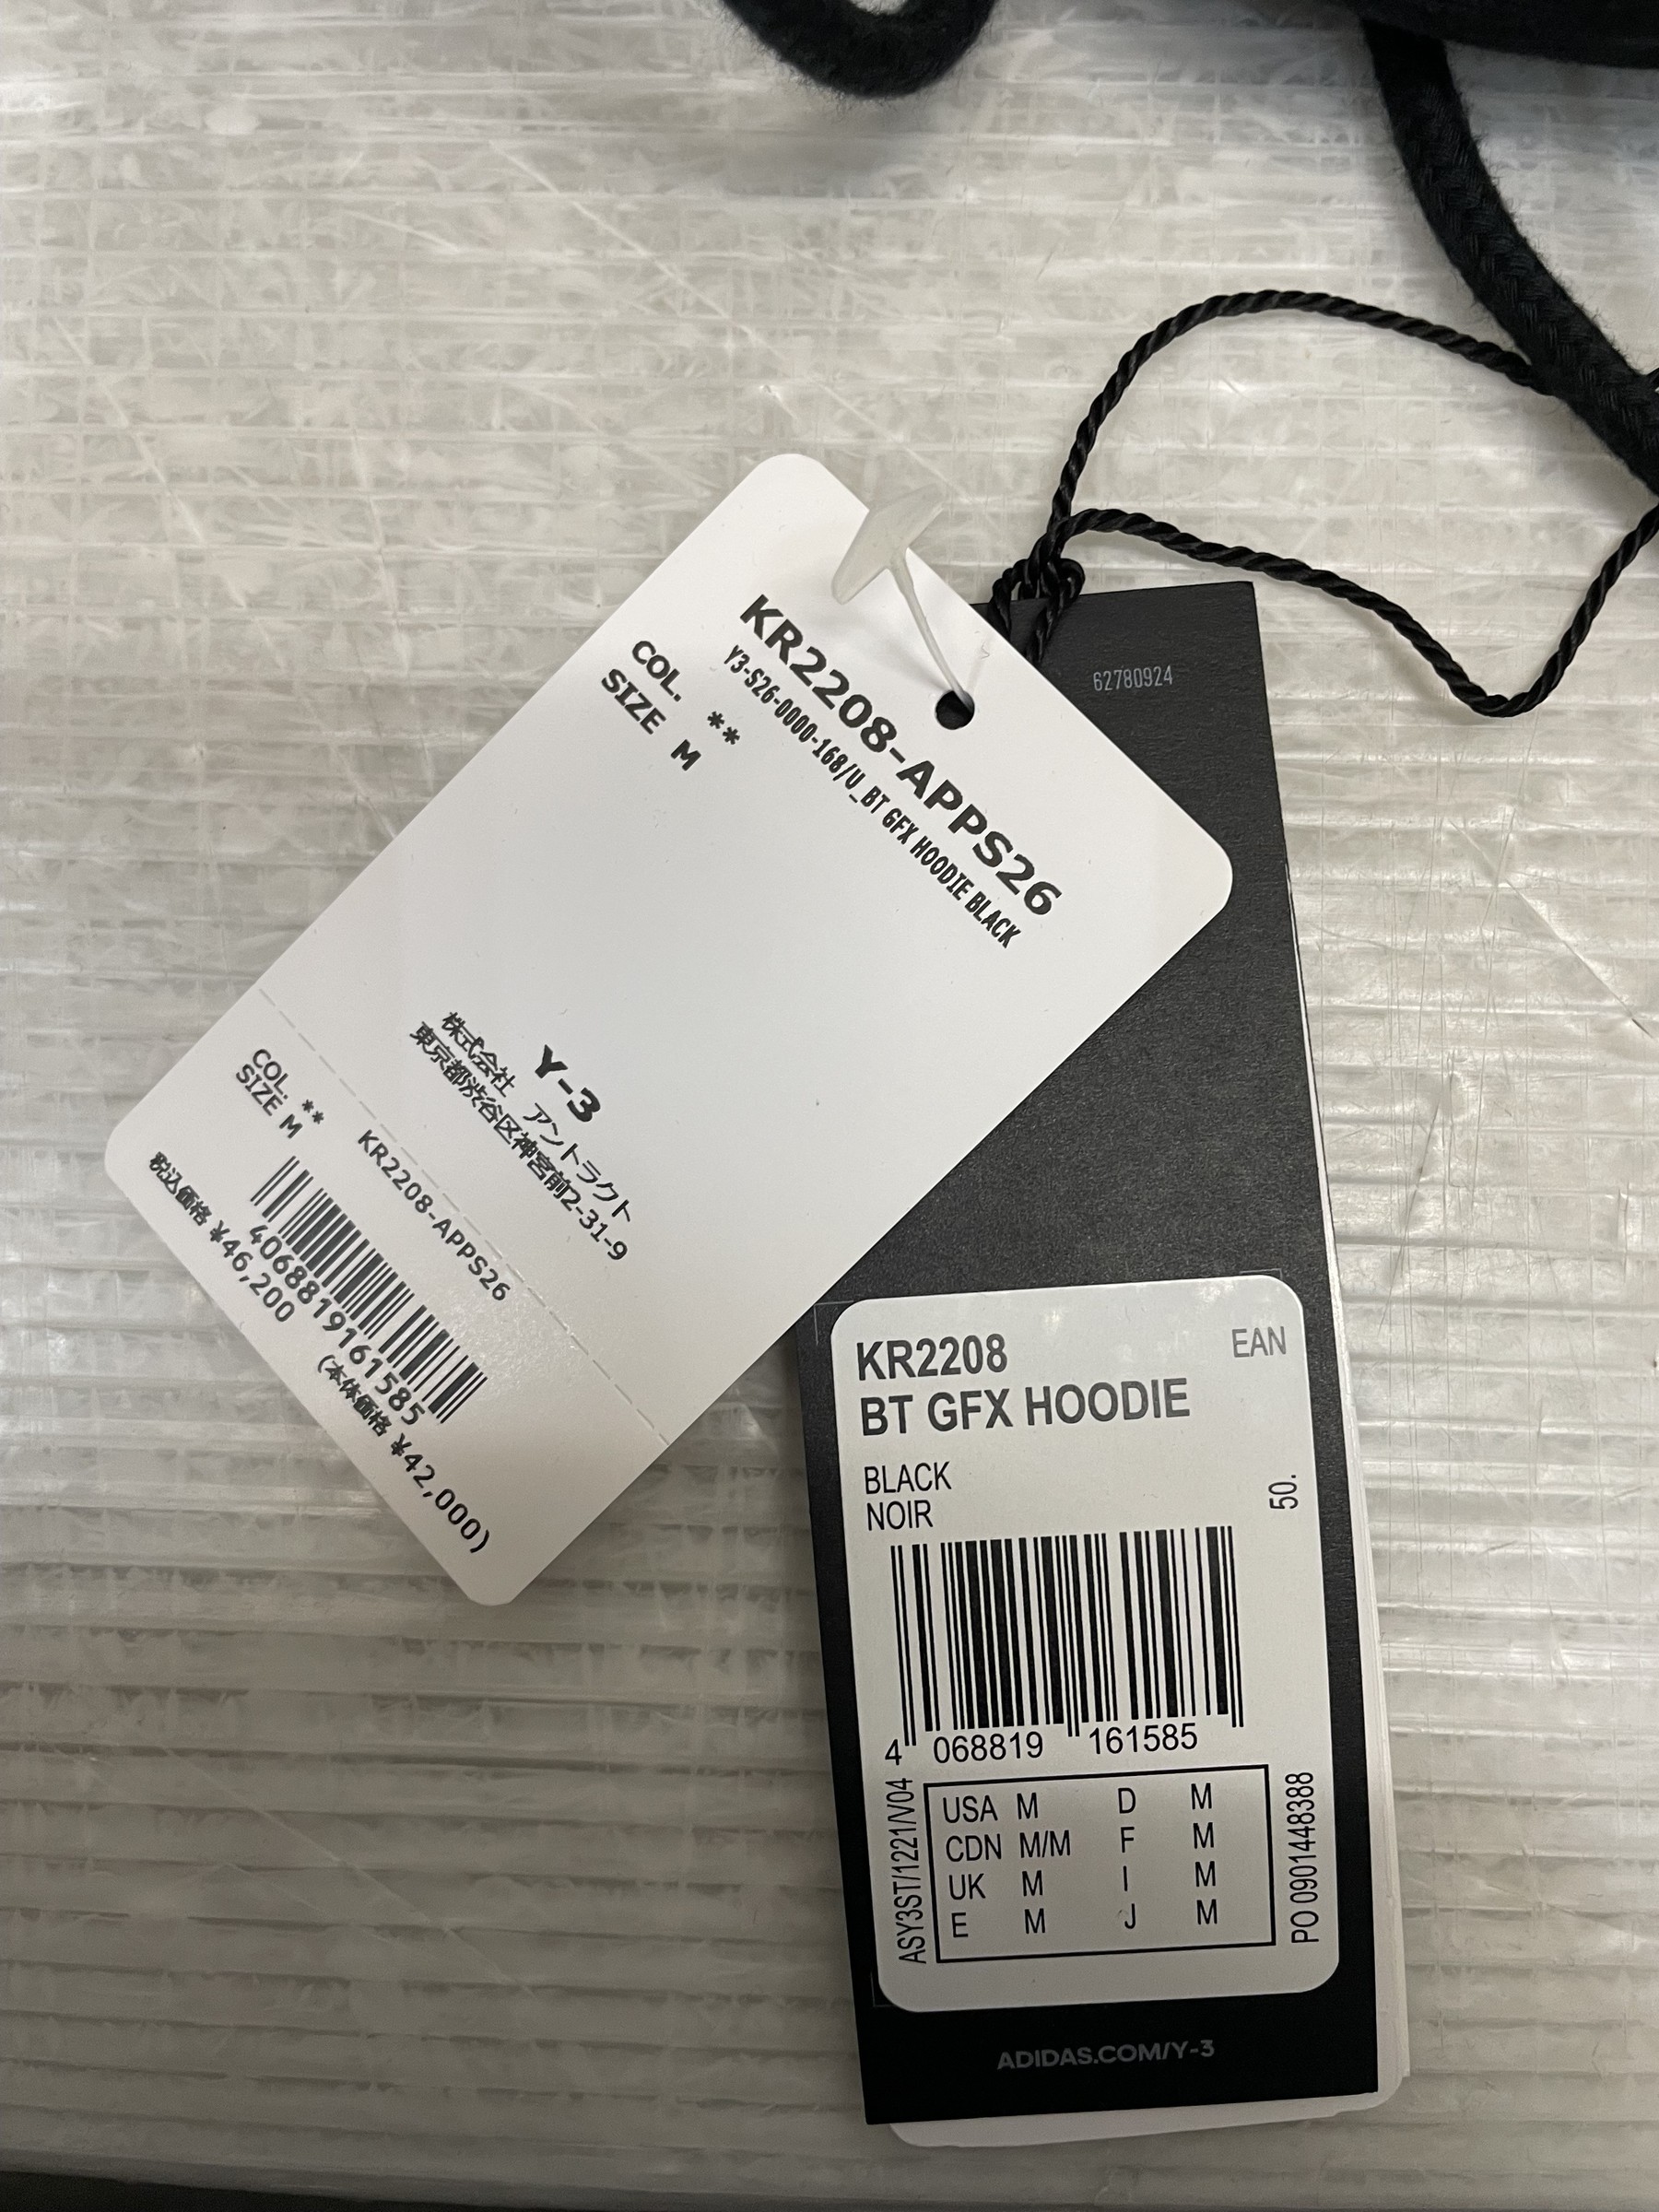 KR2208-APPS26
Y3-S26-0000-168/U_BT GFX HOODIE BLACK
COL. **
SIZE M
Y-3
株式会社 アントラクト
東京都渋谷区神宮前2-31-9
KR2208-APPS26
COL. **
SIZE M
4068819161585
税込価格 ¥46,200
(本体価格 ¥42,000)
62780924
KR2208
EAN
BT GFX HOODIE
BLACK
NOIR
50.
4 068819 161585
ASY3ST/1221/V04
USA M D M
CDN M/M F M
UK M I M
E M J M
PO 0901448388
ADIDAS.COM/Y-3